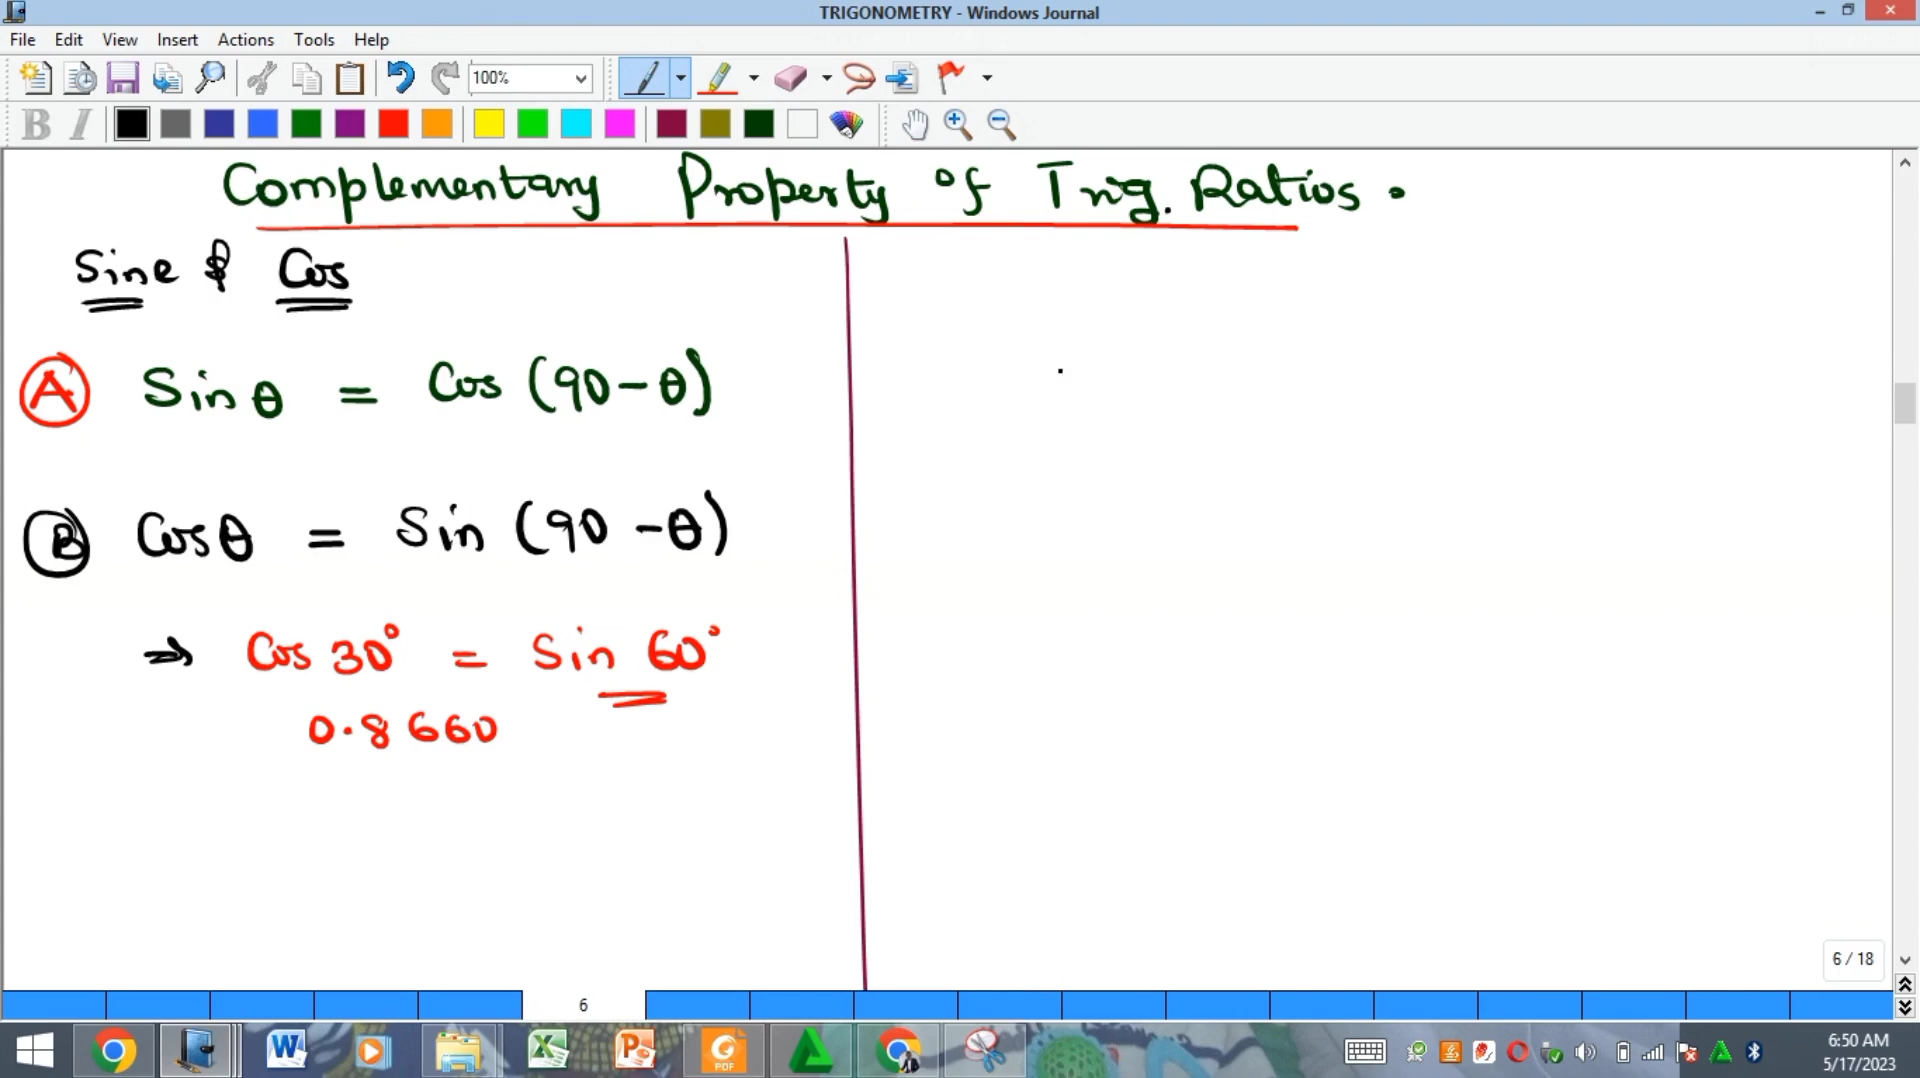 TRIGONOMETRY - Windows Journal
File Edit View Insert Actions Tools Help
100%
B I
Complementary Property of Trig. Ratios.
Sine & Cos
A Sin θ = Cos (90 - θ)
B Cos θ = Sin (90 - θ)
⇒ Cos 30° = Sin 60°
0.8660
6 / 18
6
PDF
6:50 AM
5/17/2023